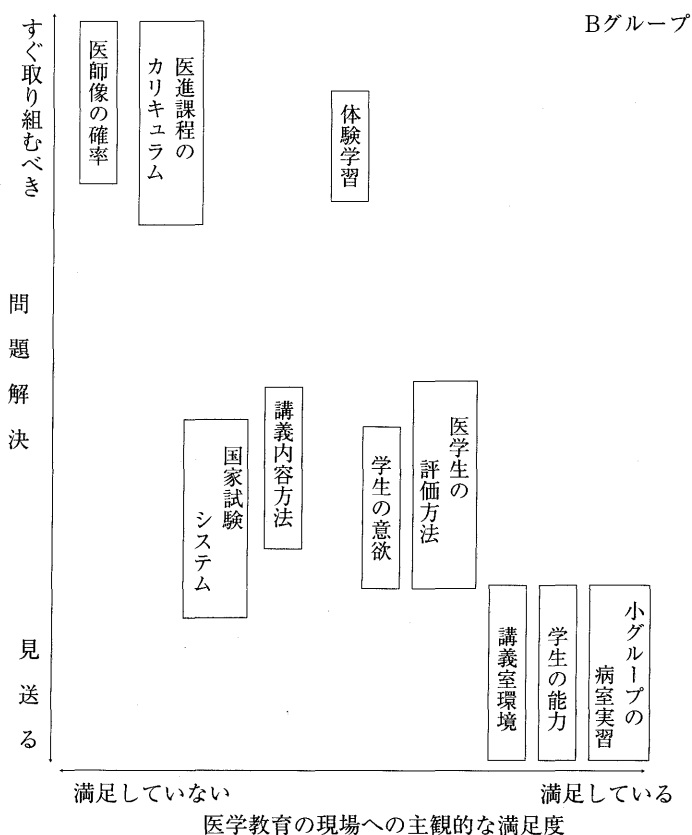 Bグループ
すぐ取り組むべき
問題解決
見送る
医師像の確率
医進課程の
カリキュラム
体験学習
国家試験
システム
講義内容方法
学生の意欲
医学生の
評価方法
講義室環境
学生の能力
小グループの
病室実習
満足していない
満足している
医学教育の現場への主観的な満足度